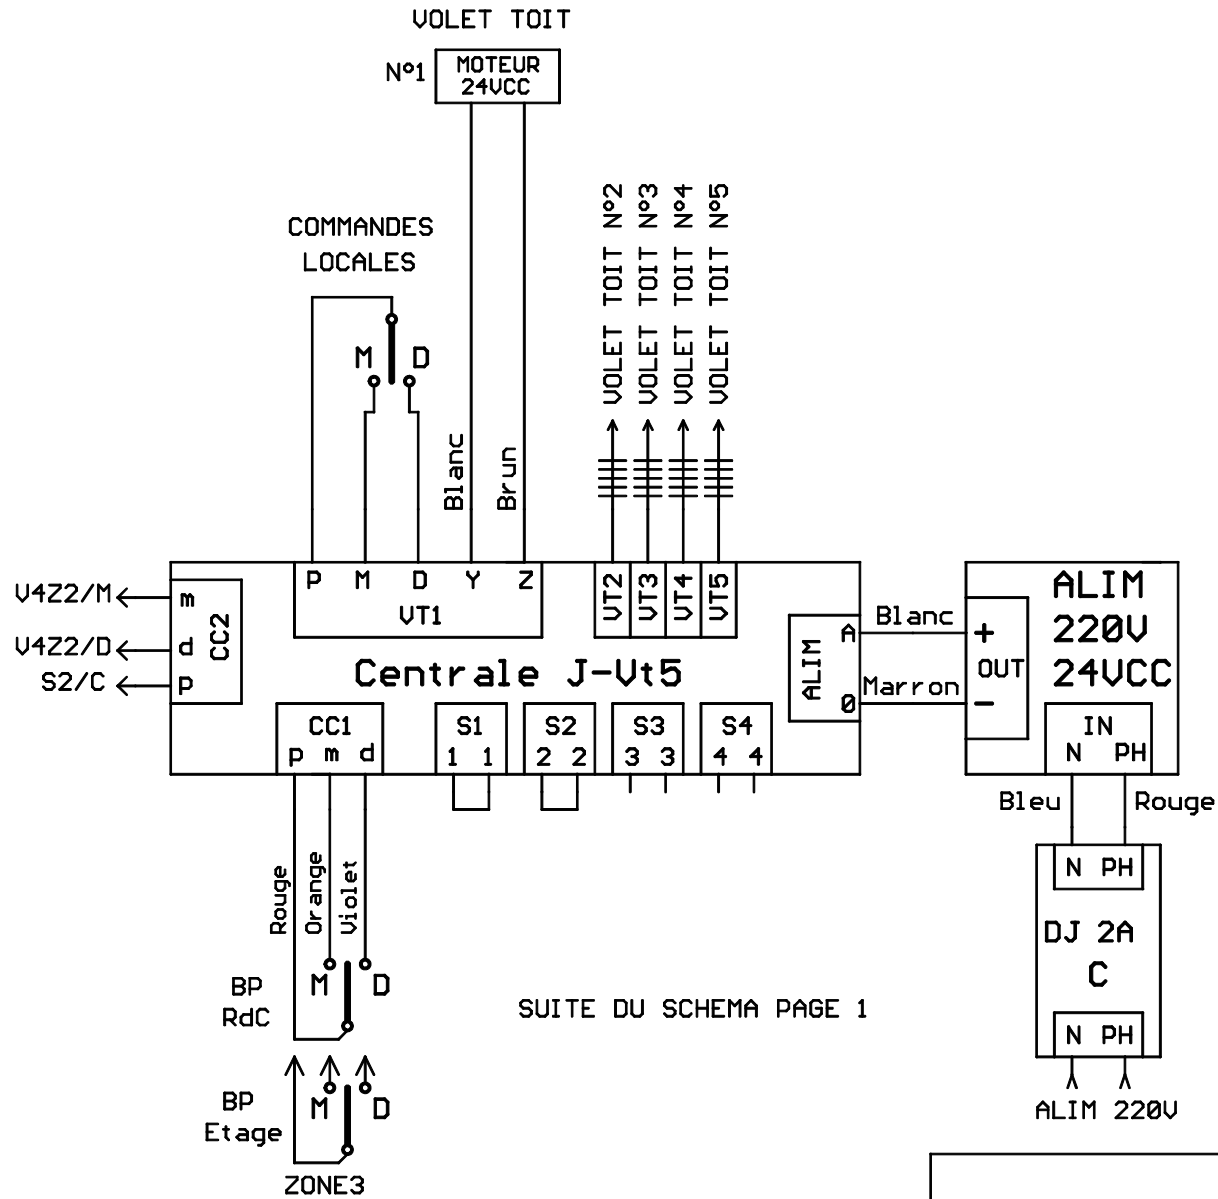 VOLET TOIT
N°1
MOTEUR
24VCC
COMMANDES
LOCALES
M D
Blanc
Brun
VOLET TOIT N°2
VOLET TOIT N°3
VOLET TOIT N°4
VOLET TOIT N°5
V4Z2/M
V4Z2/D
S2/C
m
d
p
CC2
P M D Y Z
VT1
VT2
VT3
VT4
VT5
Centrale J-Vt5
ALIM
A
0
Blanc
Marron
+
OUT
-
ALIM
220V
24VCC
IN
N PH
CC1
p m d
S1
1 1
S2
2 2
S3
3 3
S4
4 4
Bleu
Rouge
N PH
DJ 2A
C
N PH
ALIM 220V
Rouge
Orange
Violet
BP
RdC
M D
SUITE DU SCHEMA PAGE 1
BP
Etage
M D
ZONE3